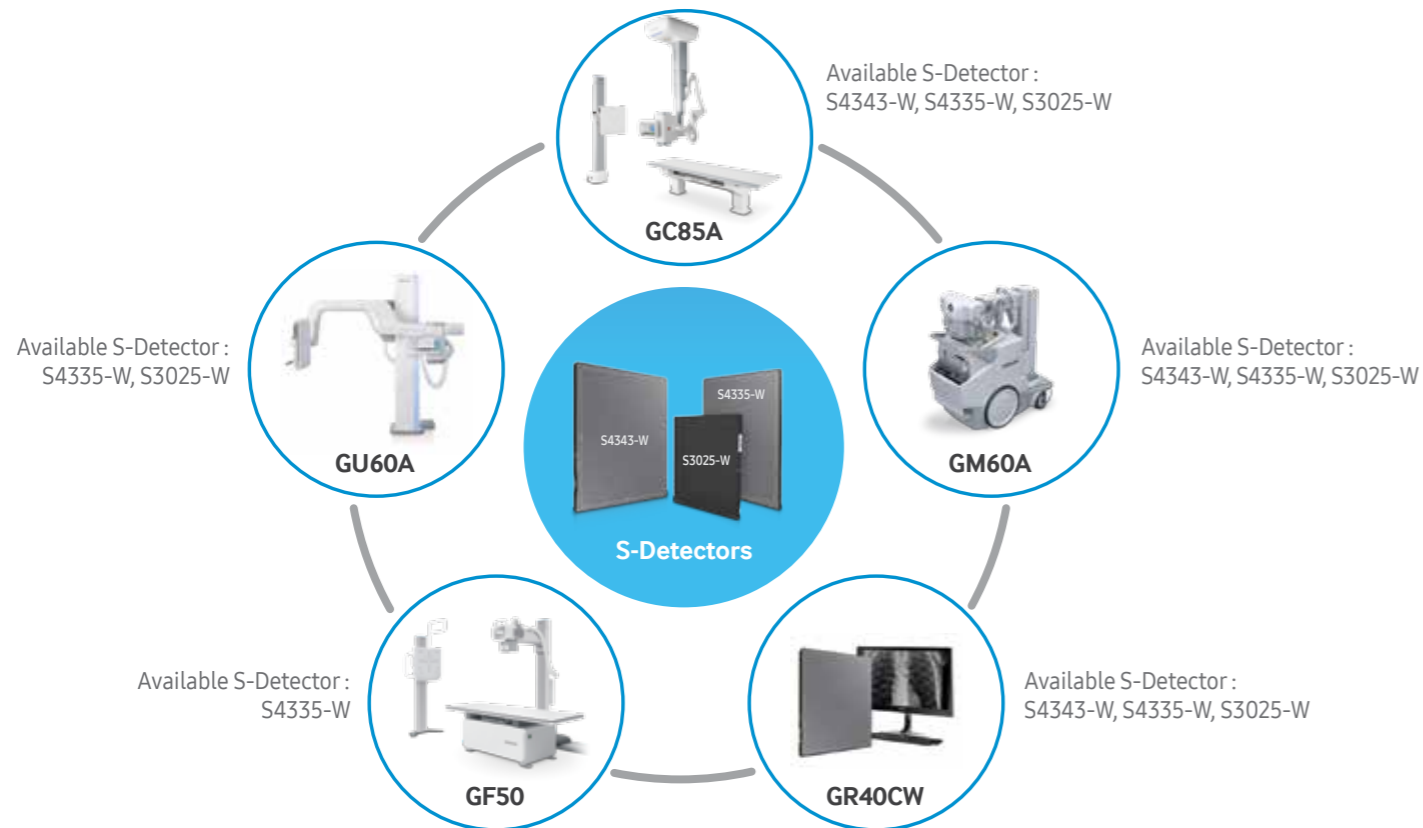 Available S-Detector :
S4343-W, S4335-W, S3025-W
GC85A
Available S-Detector :
S4335-W, S3025-W
GU60A
Available S-Detector :
S4343-W, S4335-W, S3025-W
GM60A
S4343-W
S4335-W
S3025-W
S-Detectors
Available S-Detector :
S4335-W
GF50
Available S-Detector :
S4343-W, S4335-W, S3025-W
GR40CW